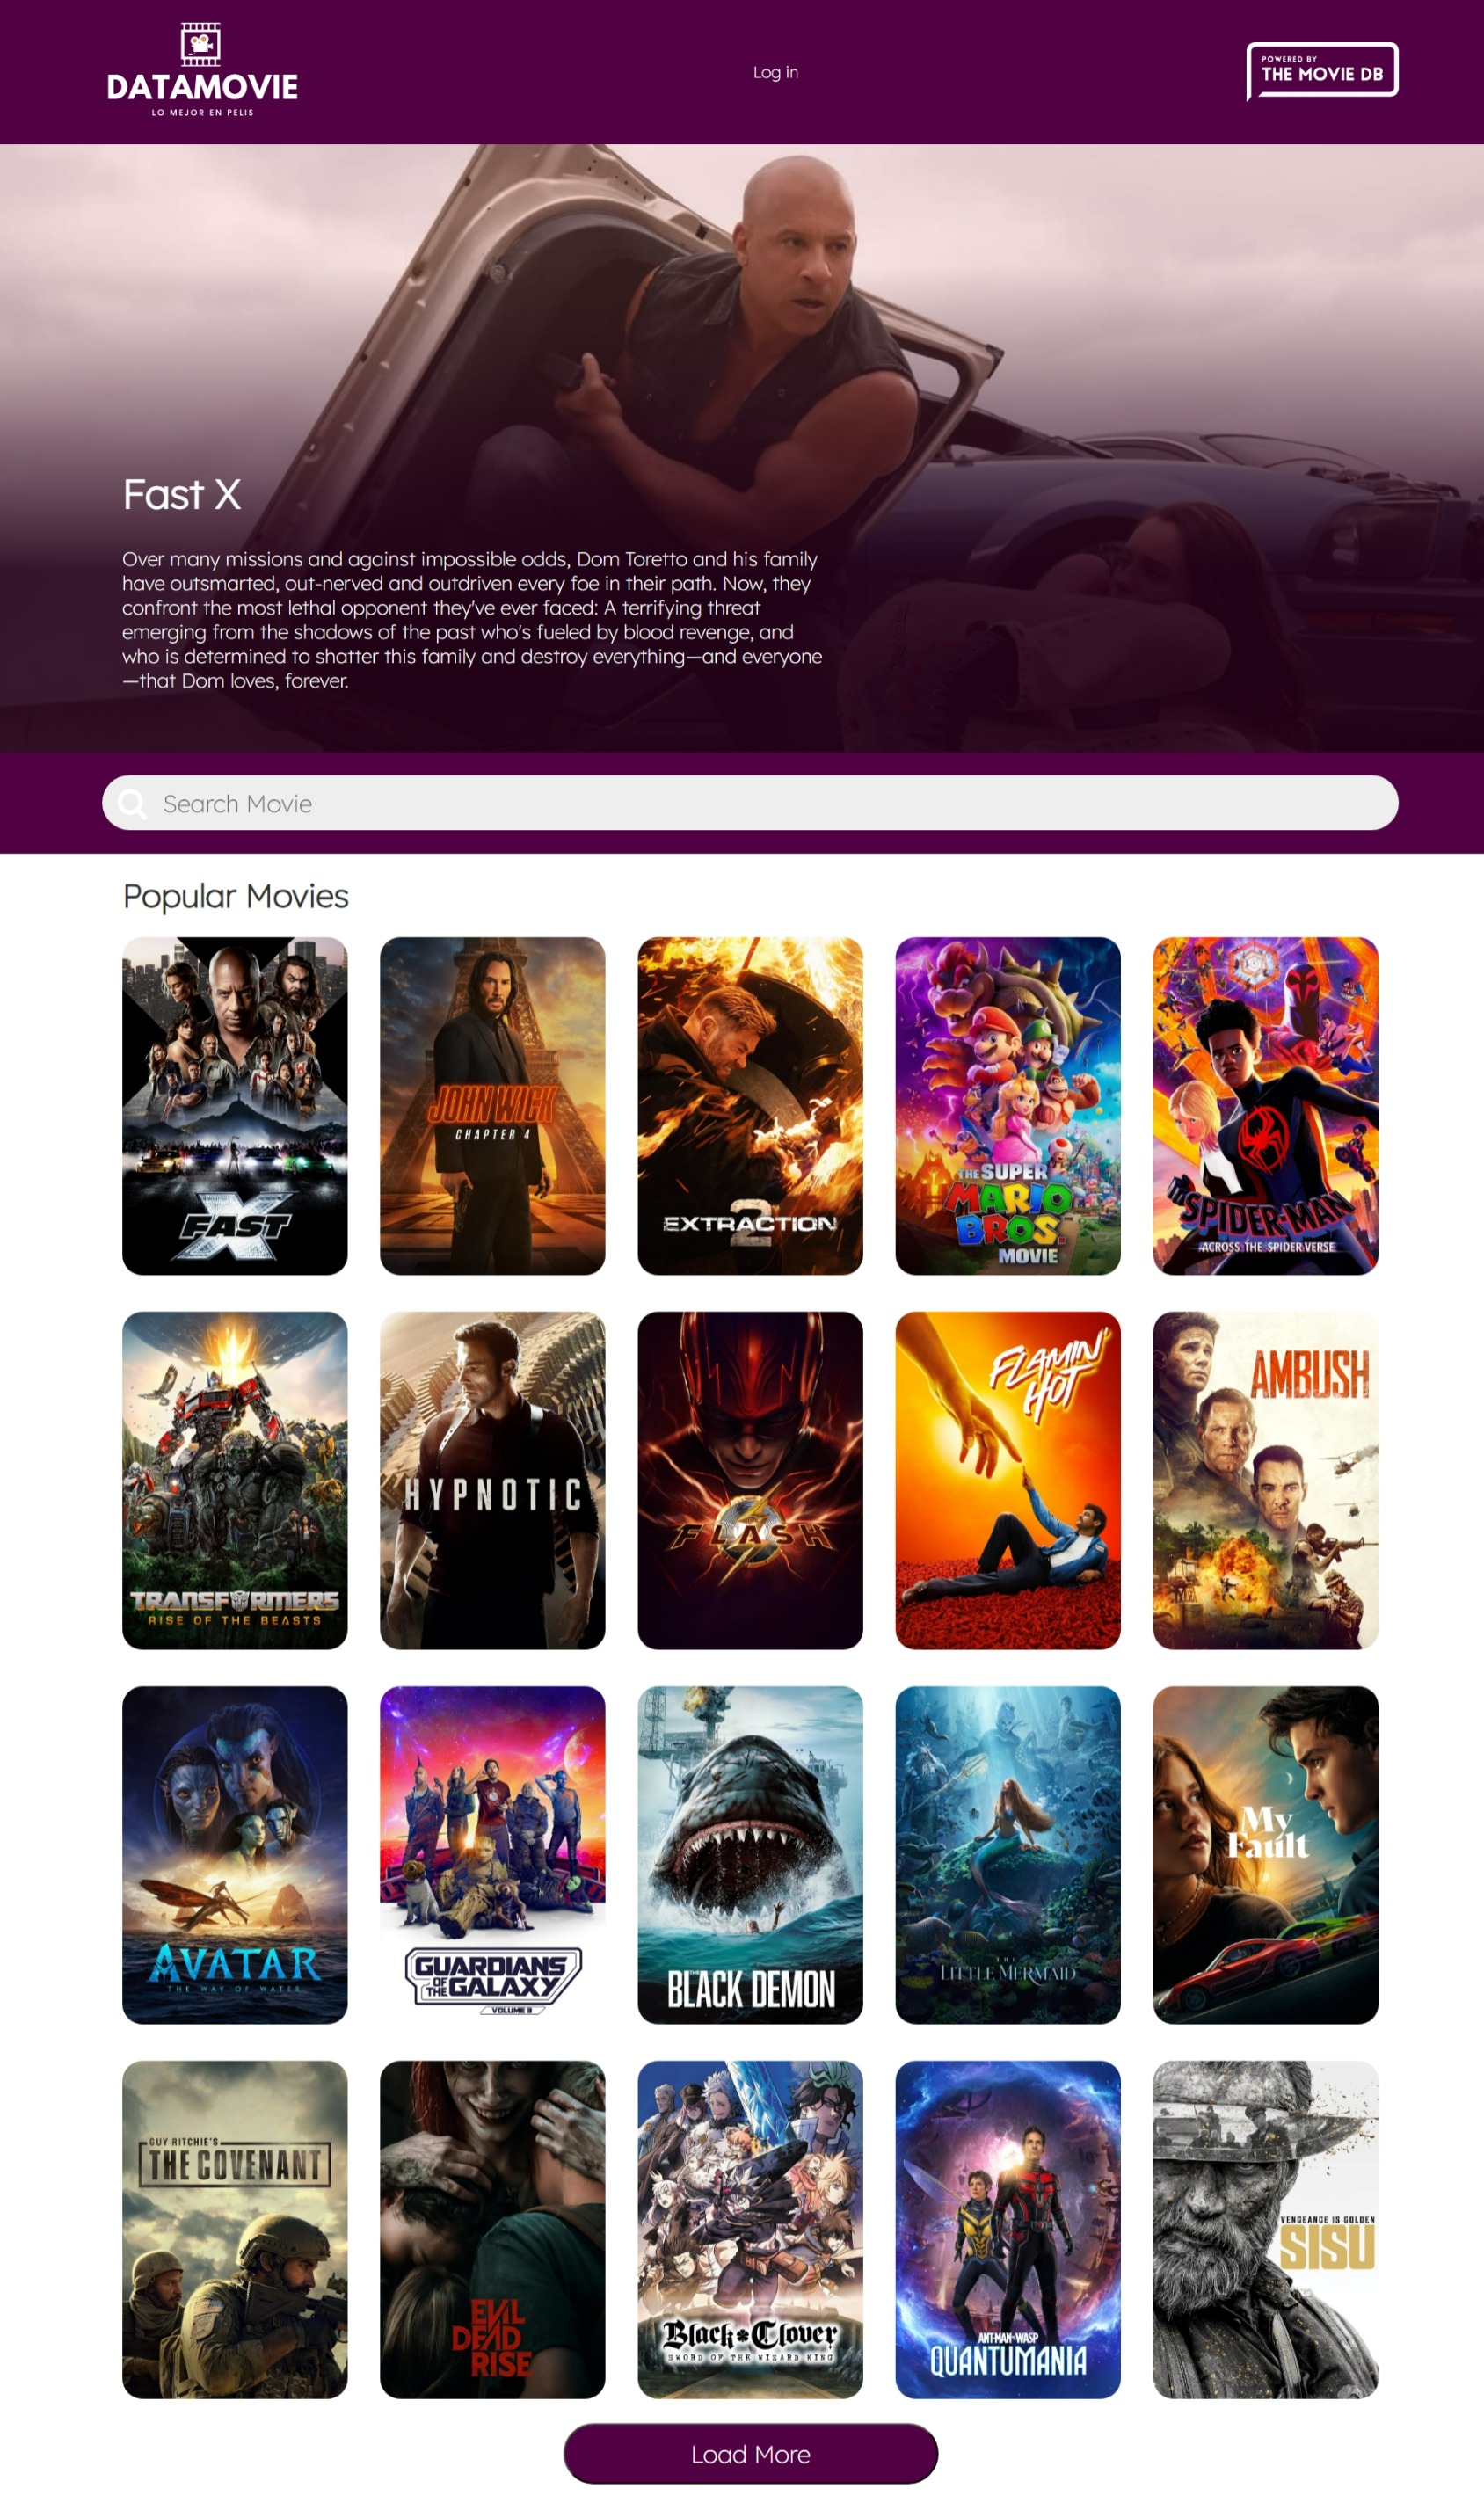 DATAMOVIE
LO MEJOR EN PELIS
Log in
POWERED BY
THE MOVIE DB
Fast X
Over many missions and against impossible odds, Dom Toretto and his family
have outsmarted, out-nerved and outdriven every foe in their path. Now, they
confront the most lethal opponent they've ever faced: A terrifying threat
emerging from the shadows of the past who's fueled by blood revenge, and
who is determined to shatter this family and destroy everything—and everyone
—that Dom loves, forever.
Search Movie
Popular Movies
FAST X
JOHN WICK
CHAPTER 4
EXTRACTION
2
THE SUPER
MARIO
BROS.
MOVIE
SPIDER-MAN
ACROSS THE SPIDER-VERSE
TRANSFORMERS
RISE OF THE BEASTS
HYPNOTIC
FLASH
FLAMIN'
HOT
AMBUSH
AVATAR
THE WAY OF WATER
GUARDIANS
OF THE GALAXY
VOLUME 3
BLACK DEMON
THE
LITTLE MERMAID
My
Fault
GUY RITCHIE'S
THE COVENANT
EVIL
DEAD
RISE
Black Clover
SWORD OF THE WIZARD KING
ANT-MAN AND THE WASP
QUANTUMANIA
VENGEANCE IS GOLDEN
SISU
Load More